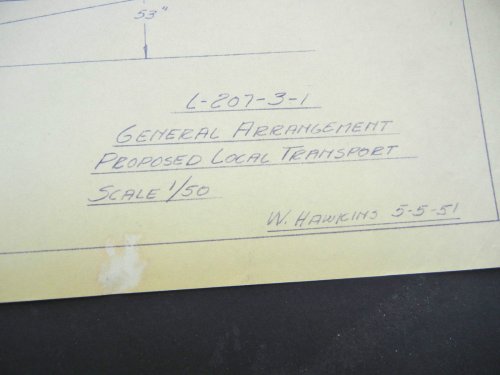 53"
L-207-3-1
GENERAL ARRANGEMENT
PROPOSED LOCAL TRANSPORT
SCALE 1/50
W. HAWKINS 5-5-51